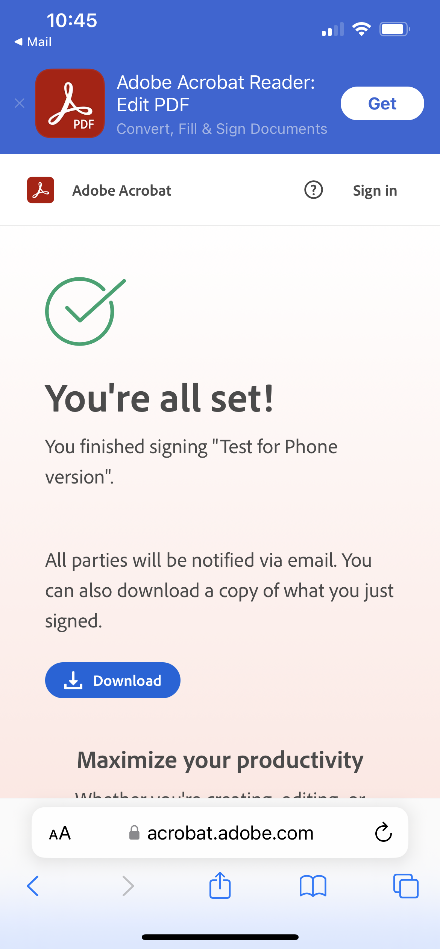 10:45
◀ Mail
Adobe Acrobat Reader:
Edit PDF
Convert, Fill & Sign Documents
Get
PDF
Adobe Acrobat
?
Sign in
You're all set!
You finished signing "Test for Phone
version".
All parties will be notified via email. You
can also download a copy of what you just
signed.
Download
Maximize your productivity
Whether you're creating, editing, or
AA
acrobat.adobe.com